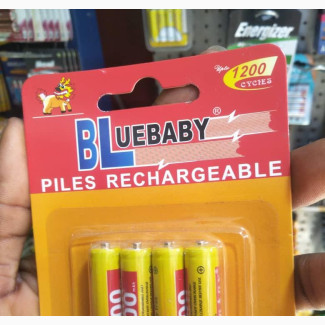 Energizer
1200
CYCLES
BLUEBABY®
PILES RECHARGEABLE